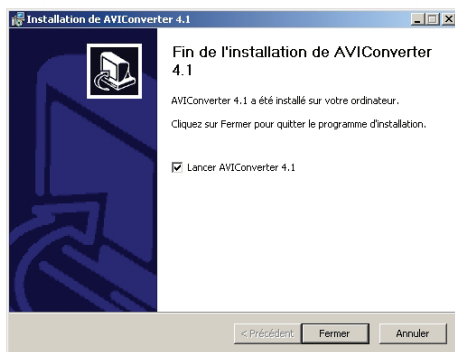 Installation de AVIConverter 4.1
Fin de l'installation de AVIConverter
4.1
AVIConverter 4.1 a été installé sur votre ordinateur.
Cliquez sur Fermer pour quitter le programme d'installation.
Lancer AVIConverter 4.1
< Précédent
Fermer
Annuler